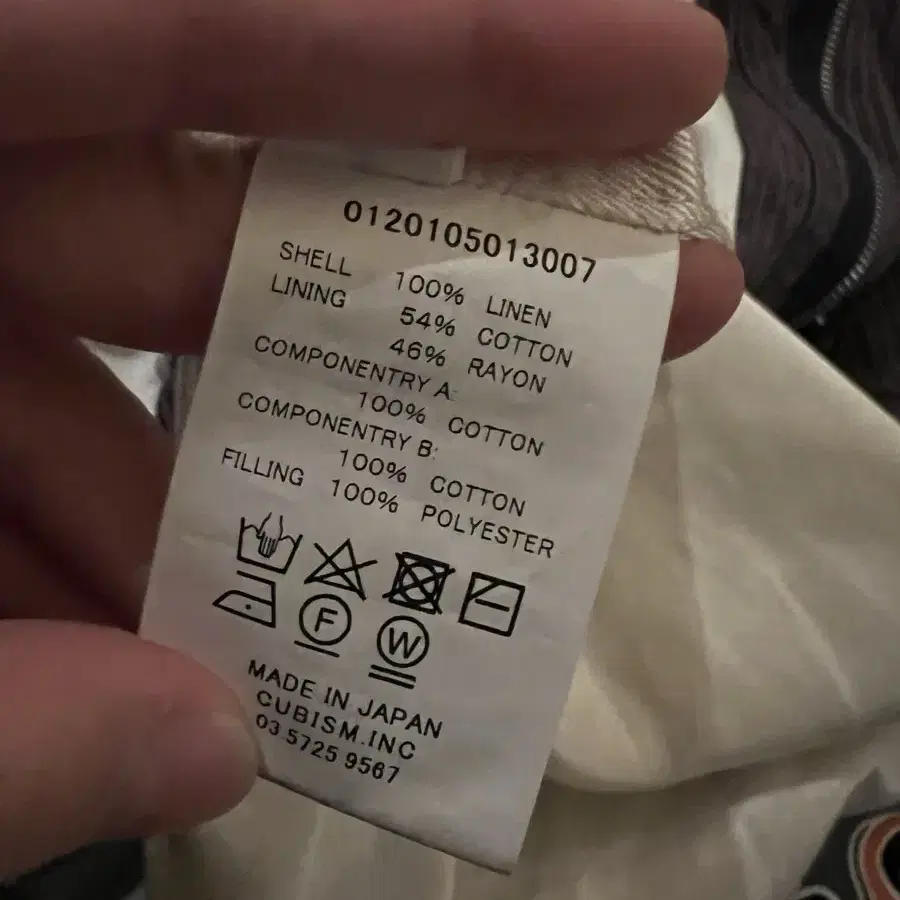 0120105013007
SHELL 100% LINEN
LINING 54% COTTON
46% RAYON
COMPONENTRY A:
100% COTTON
COMPONENTRY B:
100% COTTON
FILLING 100% POLYESTER
F
W
MADE IN JAPAN
CUBISM.INC
03 5725 9567